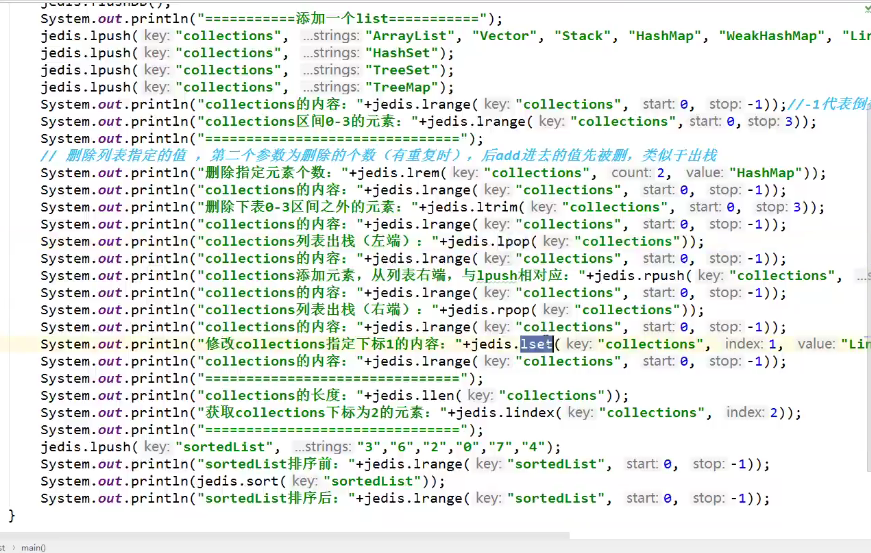 jedis.flushDB();
System.out.println("===========添加一个list===========");
jedis.lpush( key: "collections", ...strings: "ArrayList", "Vector", "Stack", "HashMap", "WeakHashMap", "Lin
jedis.lpush( key: "collections", ...strings: "HashSet");
jedis.lpush( key: "collections", ...strings: "TreeSet");
jedis.lpush( key: "collections", ...strings: "TreeMap");
System.out.println("collections的内容："+jedis.lrange( key: "collections", start: 0, stop: -1));//-1代表倒
System.out.println("collections区间0-3的元素："+jedis.lrange( key: "collections", start: 0, stop: 3));
System.out.println("===============================");
// 删除列表指定的值 ，第二个参数为删除的个数（有重复时），后add进去的值先被删，类似于出栈
System.out.println("删除指定元素个数："+jedis.lrem( key: "collections", count: 2, value: "HashMap"));
System.out.println("collections的内容："+jedis.lrange( key: "collections", start: 0, stop: -1));
System.out.println("删除下表0-3区间之外的元素："+jedis.ltrim( key: "collections", start: 0, stop: 3));
System.out.println("collections的内容："+jedis.lrange( key: "collections", start: 0, stop: -1));
System.out.println("collections列表出栈（左端）："+jedis.lpop( key: "collections"));
System.out.println("collections的内容："+jedis.lrange( key: "collections", start: 0, stop: -1));
System.out.println("collections添加元素，从列表右端，与lpush相对应："+jedis.rpush( key: "collections", ...s
System.out.println("collections的内容："+jedis.lrange( key: "collections", start: 0, stop: -1));
System.out.println("collections列表出栈（右端）："+jedis.rpop( key: "collections"));
System.out.println("collections的内容："+jedis.lrange( key: "collections", start: 0, stop: -1));
System.out.println("修改collections指定下标1的内容："+jedis.lset( key: "collections", index: 1, value: "Lin
System.out.println("collections的内容："+jedis.lrange( key: "collections", start: 0, stop: -1));
System.out.println("===============================");
System.out.println("collections的长度："+jedis.llen( key: "collections"));
System.out.println("获取collections下标为2的元素："+jedis.lindex( key: "collections", index: 2));
System.out.println("===============================");
jedis.lpush( key: "sortedList", ...strings: "3","6","2","0","7","4");
System.out.println("sortedList排序前："+jedis.lrange( key: "sortedList", start: 0, stop: -1));
System.out.println(jedis.sort( key: "sortedList"));
System.out.println("sortedList排序后："+jedis.lrange( key: "sortedList", start: 0, stop: -1));
}
st › main()